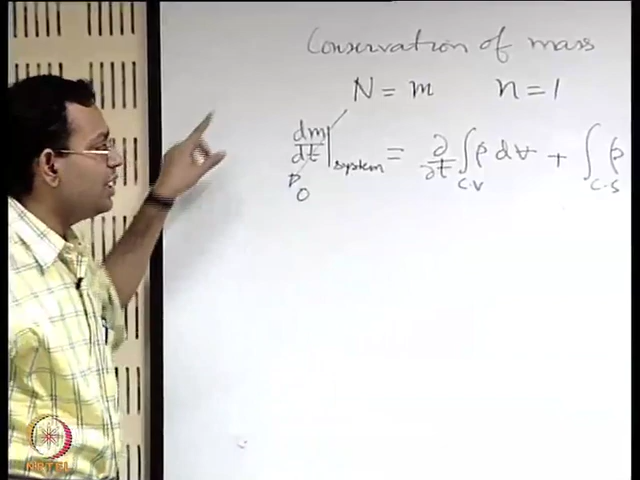 Conservation of mass
N = m n = 1
dm/dt|system = ∂/∂t ∫C.V ρ d∀ + ∫C.S ρ
0
NPTEL